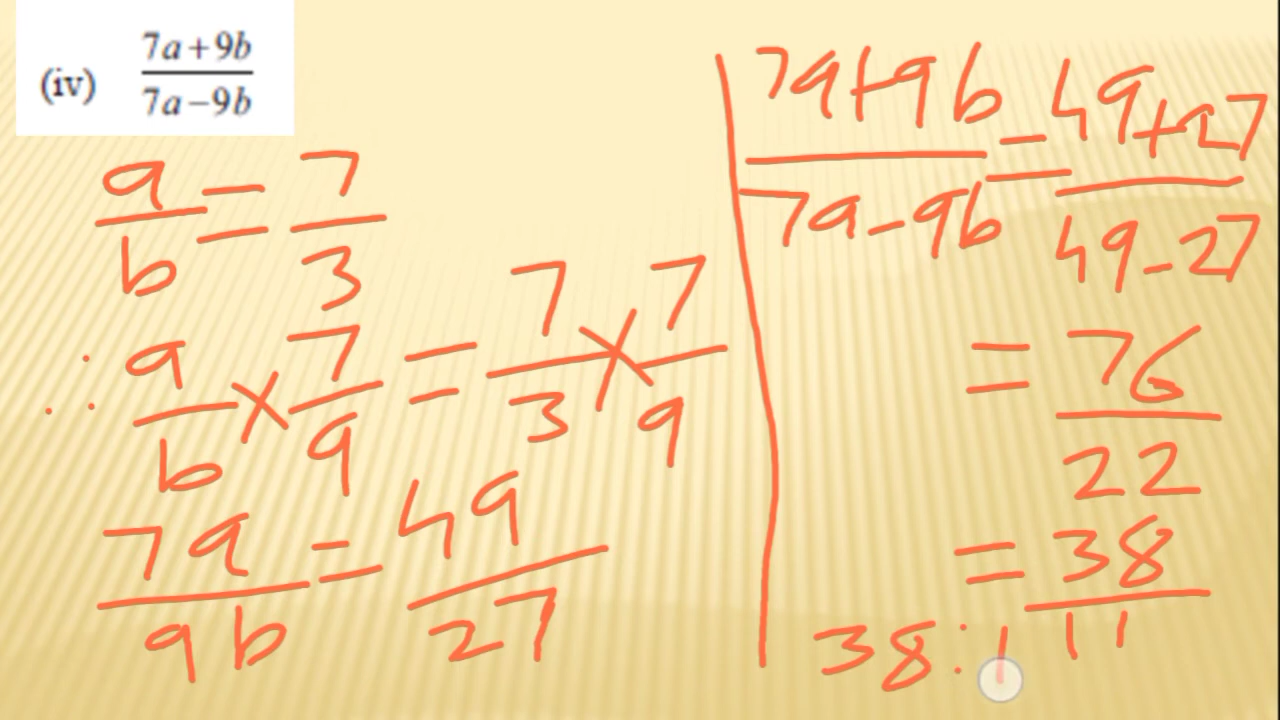 (iv) 7a+9b
7a−9b
a = 7
b 3
∴ a × 7 = 7 × 7
b 9 3 9
7a = 49
9b 27
7a+9b = 49+27
7a-9b 49-27
= 76
22
= 38
11
38:1